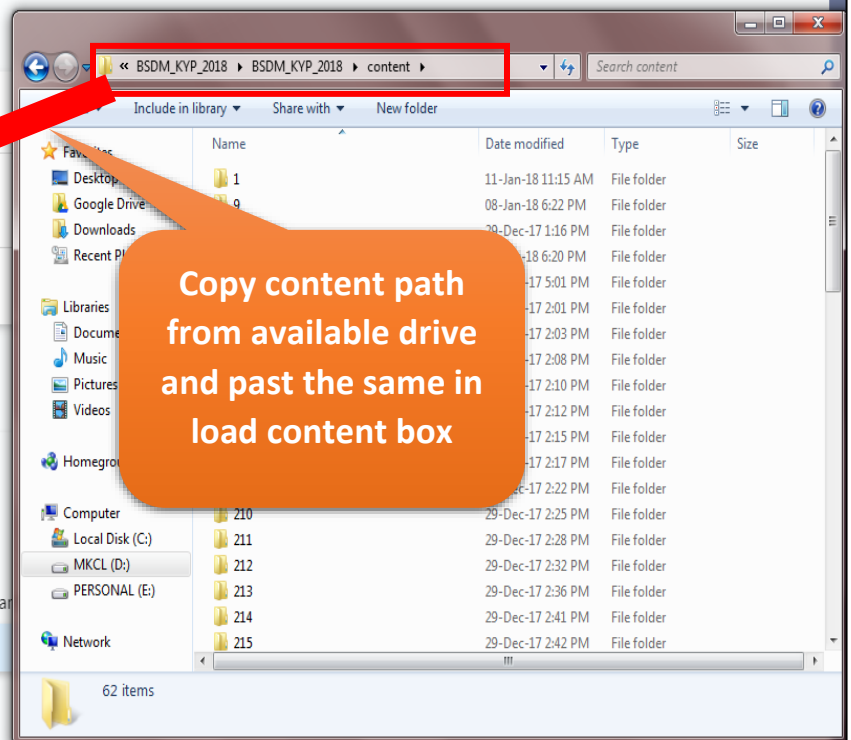 « BSDM_KYP_2018 ▸ BSDM_KYP_2018 ▸ content ▸
Search content
Include in library
Share with
New folder
Name
Date modified
Type
Size
Desktop
Google Drive
Downloads
Recent
Libraries
Music
Pictures
Videos
Computer
Local Disk (C:)
MKCL (D:)
PERSONAL (E:)
Network
1 11-Jan-18 11:15 AM File folder
9 08-Jan-18 6:22 PM File folder
29-Dec-17 1:16 PM File folder
-18 6:20 PM File folder
-17 5:01 PM File folder
-17 2:01 PM File folder
-17 2:03 PM File folder
-17 2:08 PM File folder
-17 2:10 PM File folder
-17 2:12 PM File folder
-17 2:15 PM File folder
-17 2:17 PM File folder
-17 2:22 PM File folder
210 29-Dec-17 2:25 PM File folder
211 29-Dec-17 2:28 PM File folder
212 29-Dec-17 2:32 PM File folder
213 29-Dec-17 2:36 PM File folder
214 29-Dec-17 2:41 PM File folder
215 29-Dec-17 2:42 PM File folder
Copy content path
from available drive
and past the same in
load content box
62 items